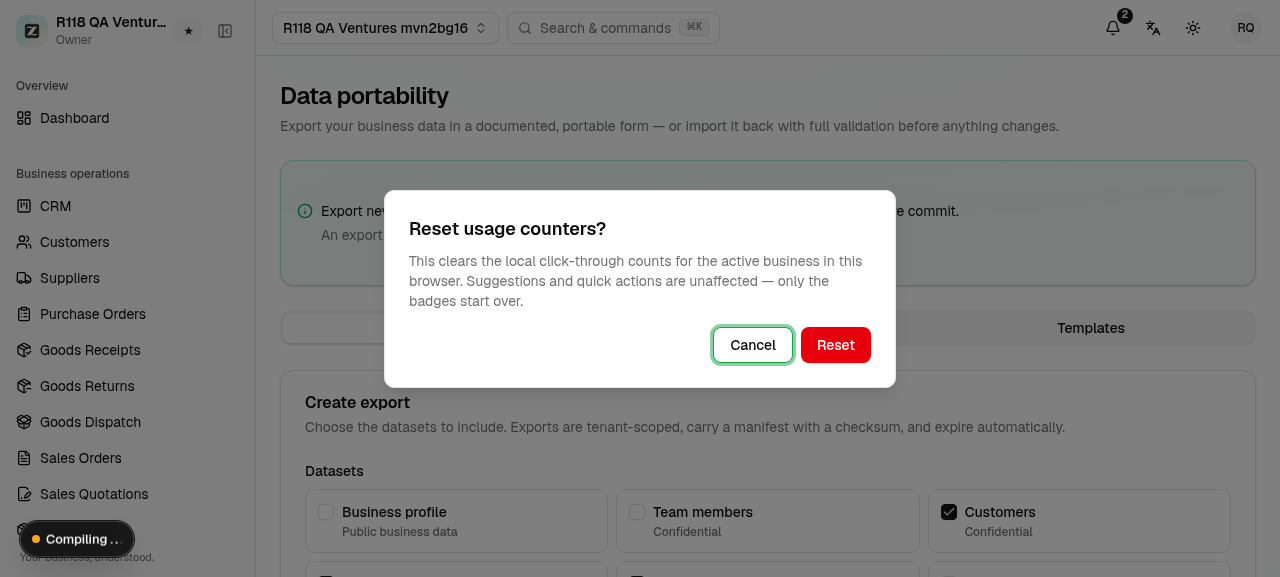 R118 QA Ventur...
Owner
R118 QA Ventures mvn2bg16
Search & commands
⌘K
2
RQ
Overview
Dashboard
Business operations
CRM
Customers
Suppliers
Purchase Orders
Goods Receipts
Goods Returns
Goods Dispatch
Sales Orders
Sales Quotations
Compiling ...
Your business, understood.
Data portability
Export your business data in a documented, portable form — or import it back with full validation before anything changes.
commit.
An export
Templates
Reset usage counters?
This clears the local click-through counts for the active business in this
browser. Suggestions and quick actions are unaffected — only the
badges start over.
Cancel
Reset
Create export
Choose the datasets to include. Exports are tenant-scoped, carry a manifest with a checksum, and expire automatically.
Datasets
Business profile
Public business data
Team members
Confidential
Customers
Confidential